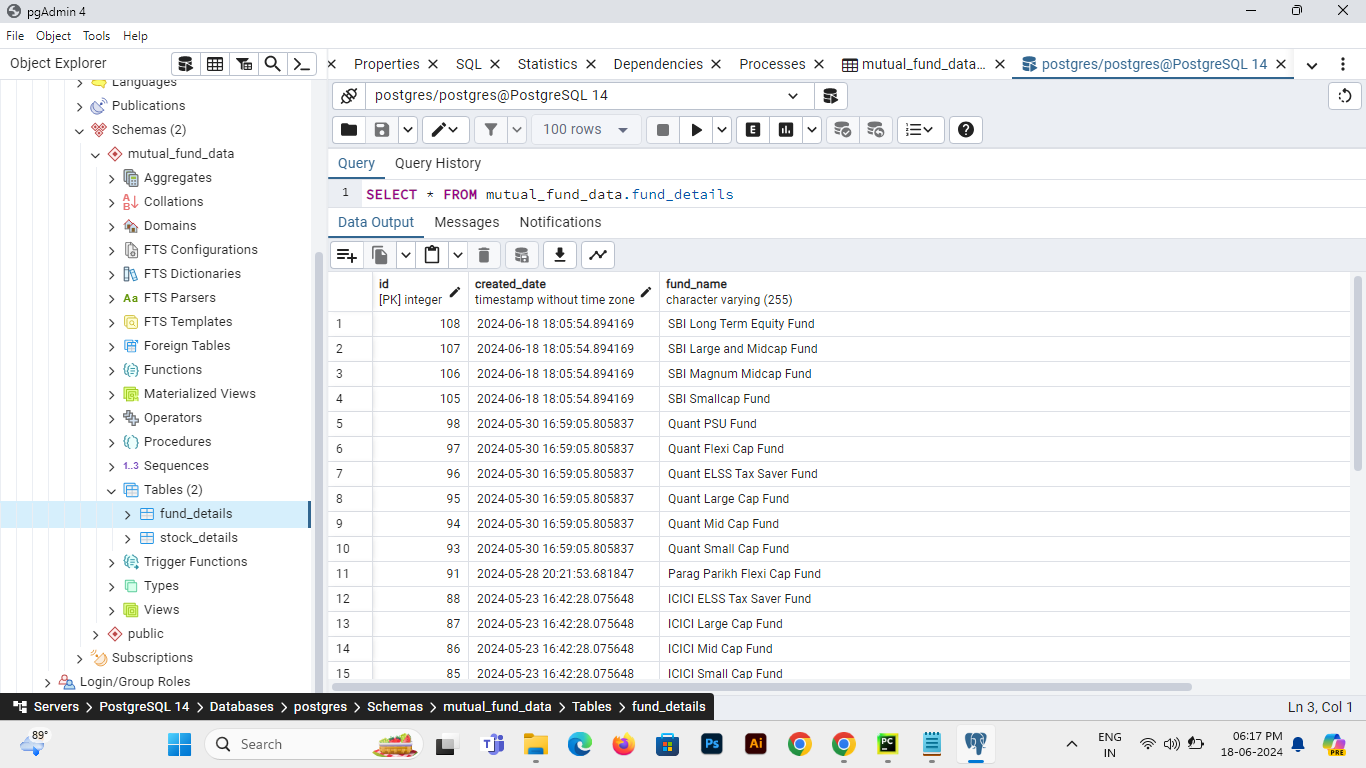 pgAdmin 4
File Object Tools Help
Object Explorer
Properties SQL Statistics Dependencies Processes mutual_fund_data... postgres/postgres@PostgreSQL 14
Languages
Publications
Schemas (2)
mutual_fund_data
Aggregates
Collations
Domains
FTS Configurations
FTS Dictionaries
Aa FTS Parsers
FTS Templates
Foreign Tables
Functions
Materialized Views
Operators
Procedures
1..3 Sequences
Tables (2)
fund_details
stock_details
Trigger Functions
Types
Views
public
Subscriptions
Login/Group Roles
postgres/postgres@PostgreSQL 14
100 rows E
Query Query History
1 SELECT * FROM mutual_fund_data.fund_details
Data Output Messages Notifications
id created_date fund_name
[PK] integer timestamp without time zone character varying (255)
1 108 2024-06-18 18:05:54.894169 SBI Long Term Equity Fund
2 107 2024-06-18 18:05:54.894169 SBI Large and Midcap Fund
3 106 2024-06-18 18:05:54.894169 SBI Magnum Midcap Fund
4 105 2024-06-18 18:05:54.894169 SBI Smallcap Fund
5 98 2024-05-30 16:59:05.805837 Quant PSU Fund
6 97 2024-05-30 16:59:05.805837 Quant Flexi Cap Fund
7 96 2024-05-30 16:59:05.805837 Quant ELSS Tax Saver Fund
8 95 2024-05-30 16:59:05.805837 Quant Large Cap Fund
9 94 2024-05-30 16:59:05.805837 Quant Mid Cap Fund
10 93 2024-05-30 16:59:05.805837 Quant Small Cap Fund
11 91 2024-05-28 20:21:53.681847 Parag Parikh Flexi Cap Fund
12 88 2024-05-23 16:42:28.075648 ICICI ELSS Tax Saver Fund
13 87 2024-05-23 16:42:28.075648 ICICI Large Cap Fund
14 86 2024-05-23 16:42:28.075648 ICICI Mid Cap Fund
15 85 2024-05-23 16:42:28.075648 ICICI Small Cap Fund
Servers > PostgreSQL 14 > Databases > postgres > Schemas > mutual_fund_data > Tables > fund_details
Ln 3, Col 1
89°
Search
Ps Ai PC
ENG
IN
06:17 PM
18-06-2024
PRE